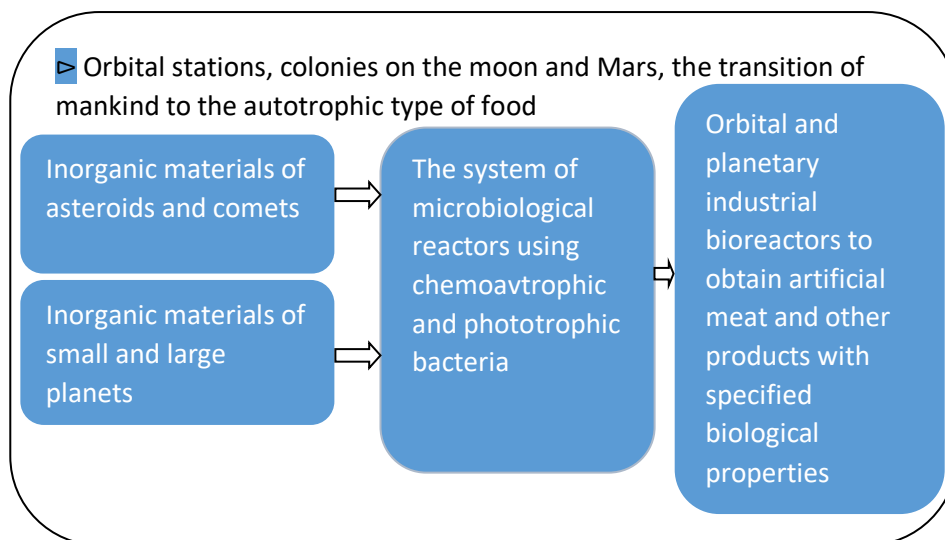 ⊳ Orbital stations, colonies on the moon and Mars, the transition of
mankind to the autotrophic type of food
Inorganic materials of
asteroids and comets
Inorganic materials of
small and large
planets
The system of
microbiological
reactors using
chemoavtrophic
and phototrophic
bacteria
Orbital and
planetary
industrial
bioreactors to
obtain artificial
meat and other
products with
specified
biological
properties